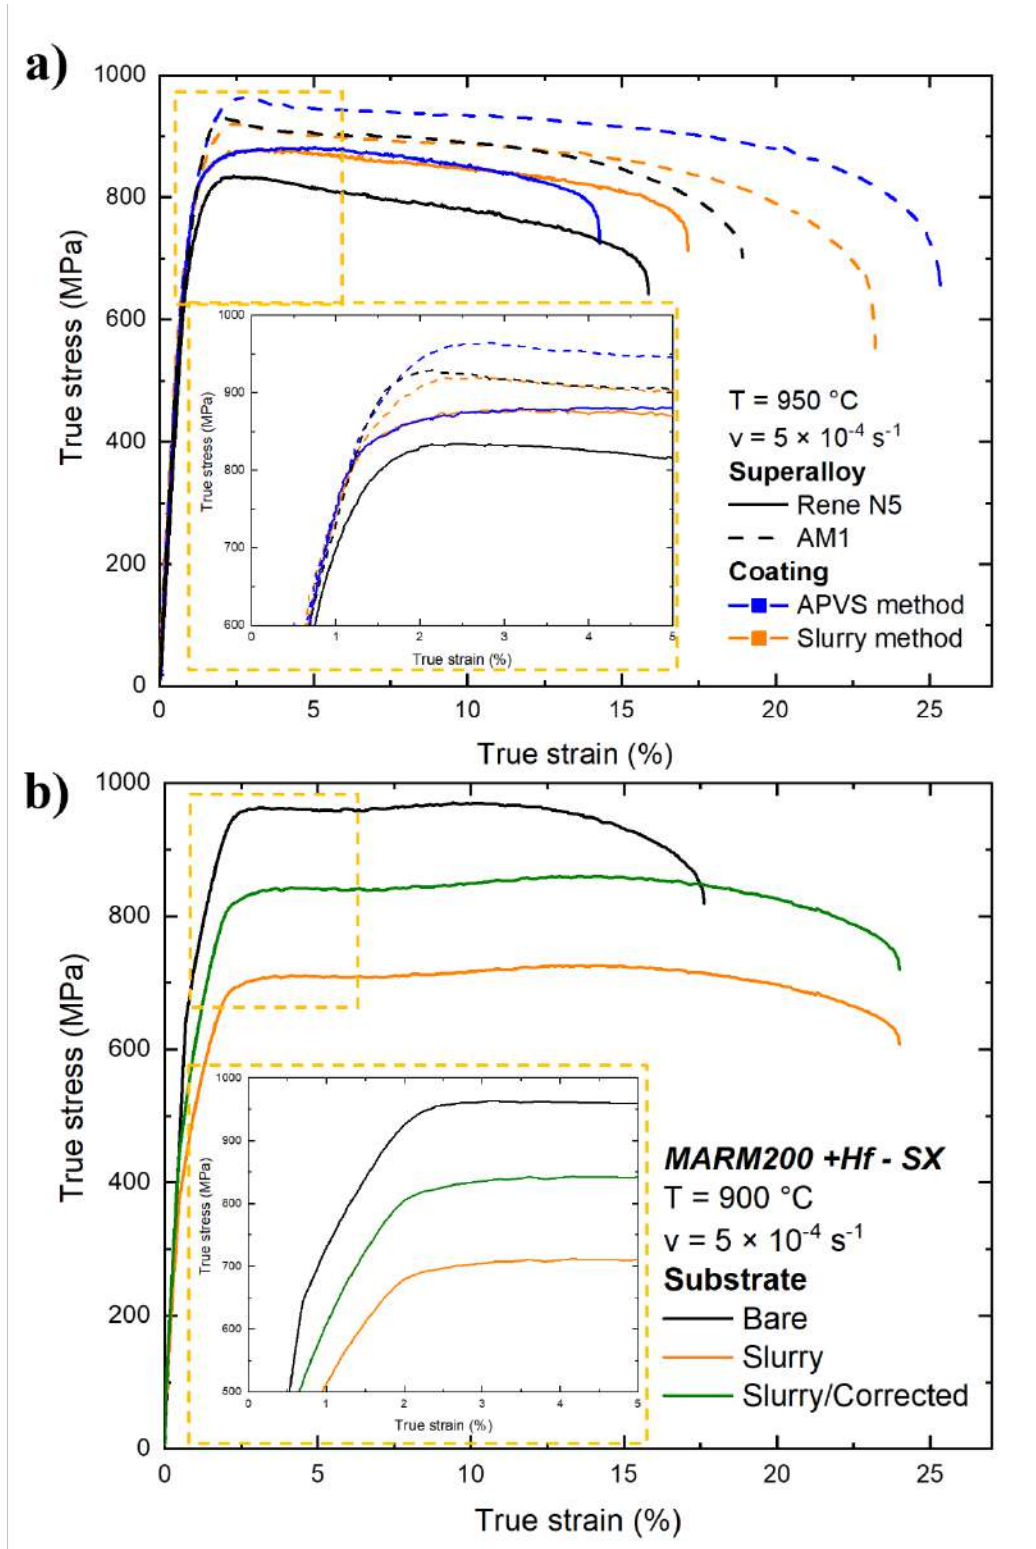 a)
1000
800
600
400
200
0
True stress (MPa)
1000
900
800
700
600
True stress (MPa)
0 1 2 3 4 5
True strain (%)
T = 950 °C
v = 5 × 10⁻⁴ s⁻¹
Superalloy
Rene N5
AM1
Coating
APVS method
Slurry method
0 5 10 15 20 25
True strain (%)
b)
1000
800
600
400
200
0
True stress (MPa)
1000
900
800
700
600
500
True stress (MPa)
0 1 2 3 4 5
True strain (%)
MARM200 +Hf - SX
T = 900 °C
v = 5 × 10⁻⁴ s⁻¹
Substrate
Bare
Slurry
Slurry/Corrected
0 5 10 15 20 25
True strain (%)